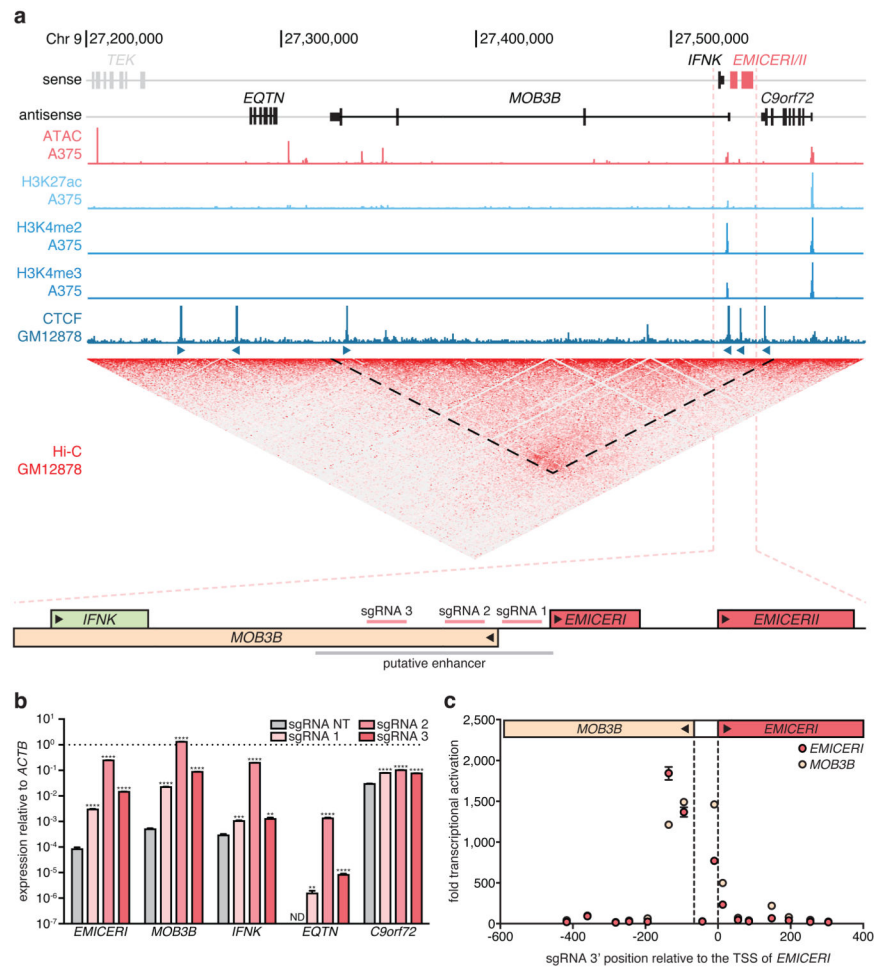 a
Chr 9 27,200,000 27,300,000 27,400,000 27,500,000
TEK IFNK EMICERI/II
sense
EQTN MOB3B C9orf72
antisense
ATAC
A375
H3K27ac
A375
H3K4me2
A375
H3K4me3
A375
CTCF
GM12878
Hi-C
GM12878
sgRNA 3 sgRNA 2 sgRNA 1
IFNK EMICERI EMICERII
MOB3B
putative enhancer
b
sgRNA NT sgRNA 2
sgRNA 1 sgRNA 3
expression relative to ACTB
10^1
10^0
10^-1
10^-2
10^-3
10^-4
10^-5
10^-6
10^-7
**** **** ****
**** **** ****
*** **** **
** **** ****
**** **** ****
ND
EMICERI MOB3B IFNK EQTN C9orf72
c
MOB3B EMICERI
EMICERI
MOB3B
fold transcriptional activation
2,500
2,000
1,500
1,000
500
0
-600 -400 -200 0 200 400
sgRNA 3' position relative to the TSS of EMICERI